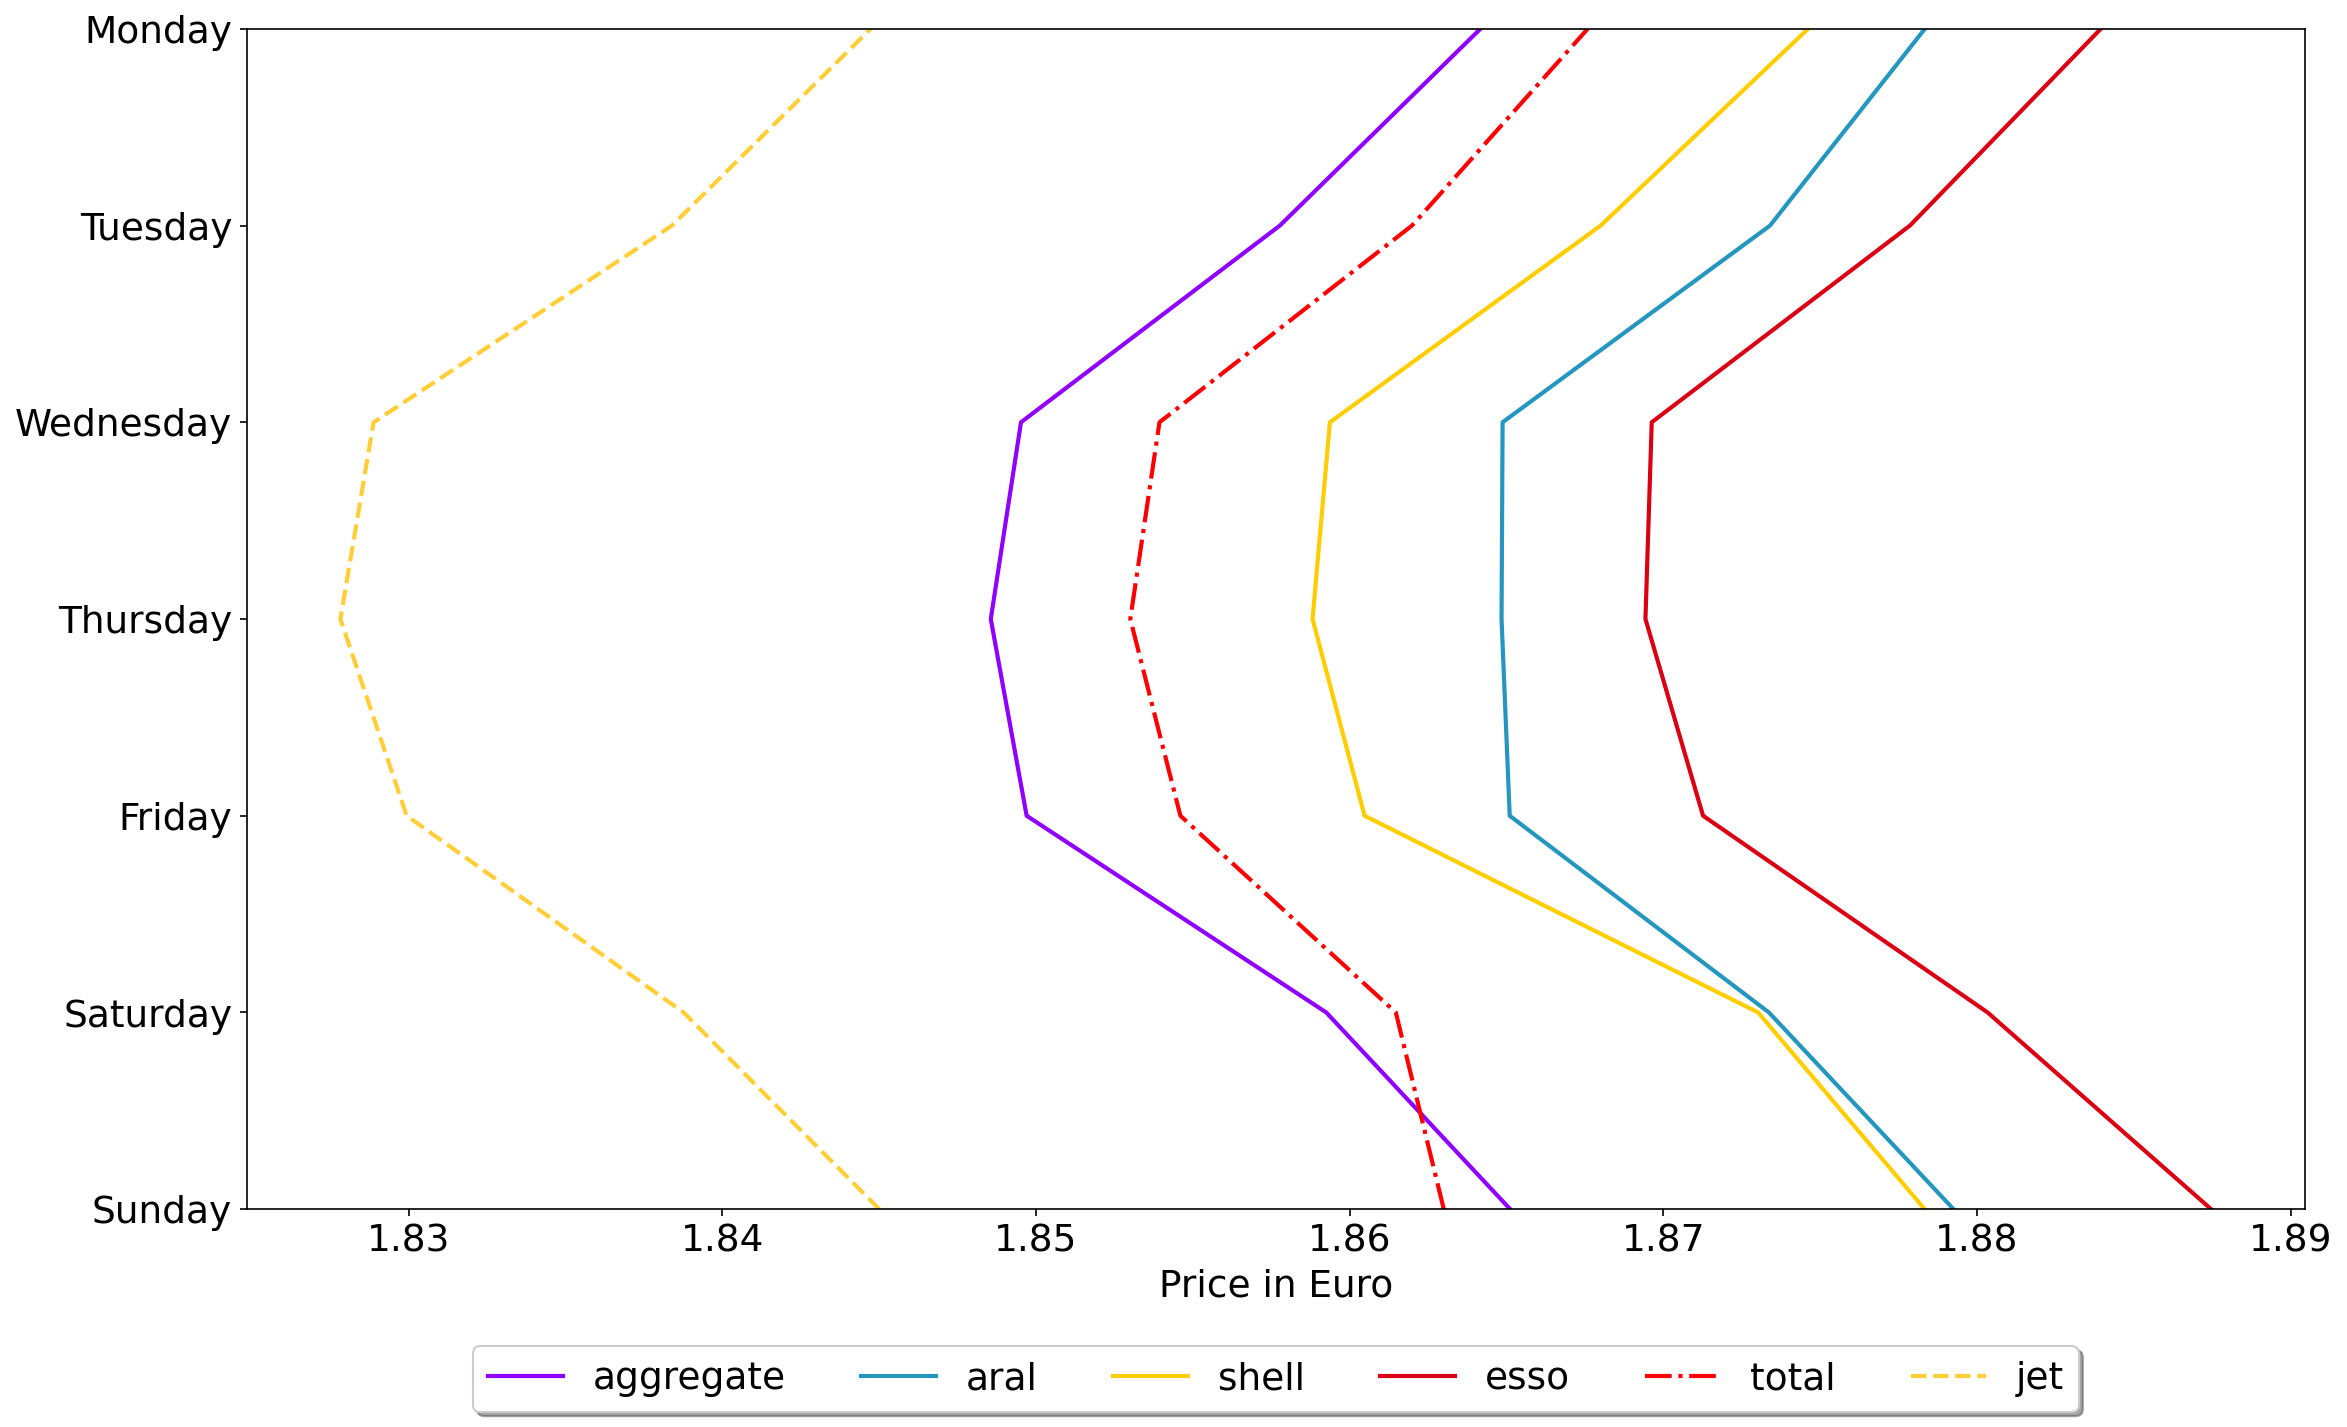 Monday
Tuesday
Wednesday
Thursday
Friday
Saturday
Sunday
1.83 1.84 1.85 1.86 1.87 1.88 1.89
Price in Euro
aggregate aral shell esso total jet